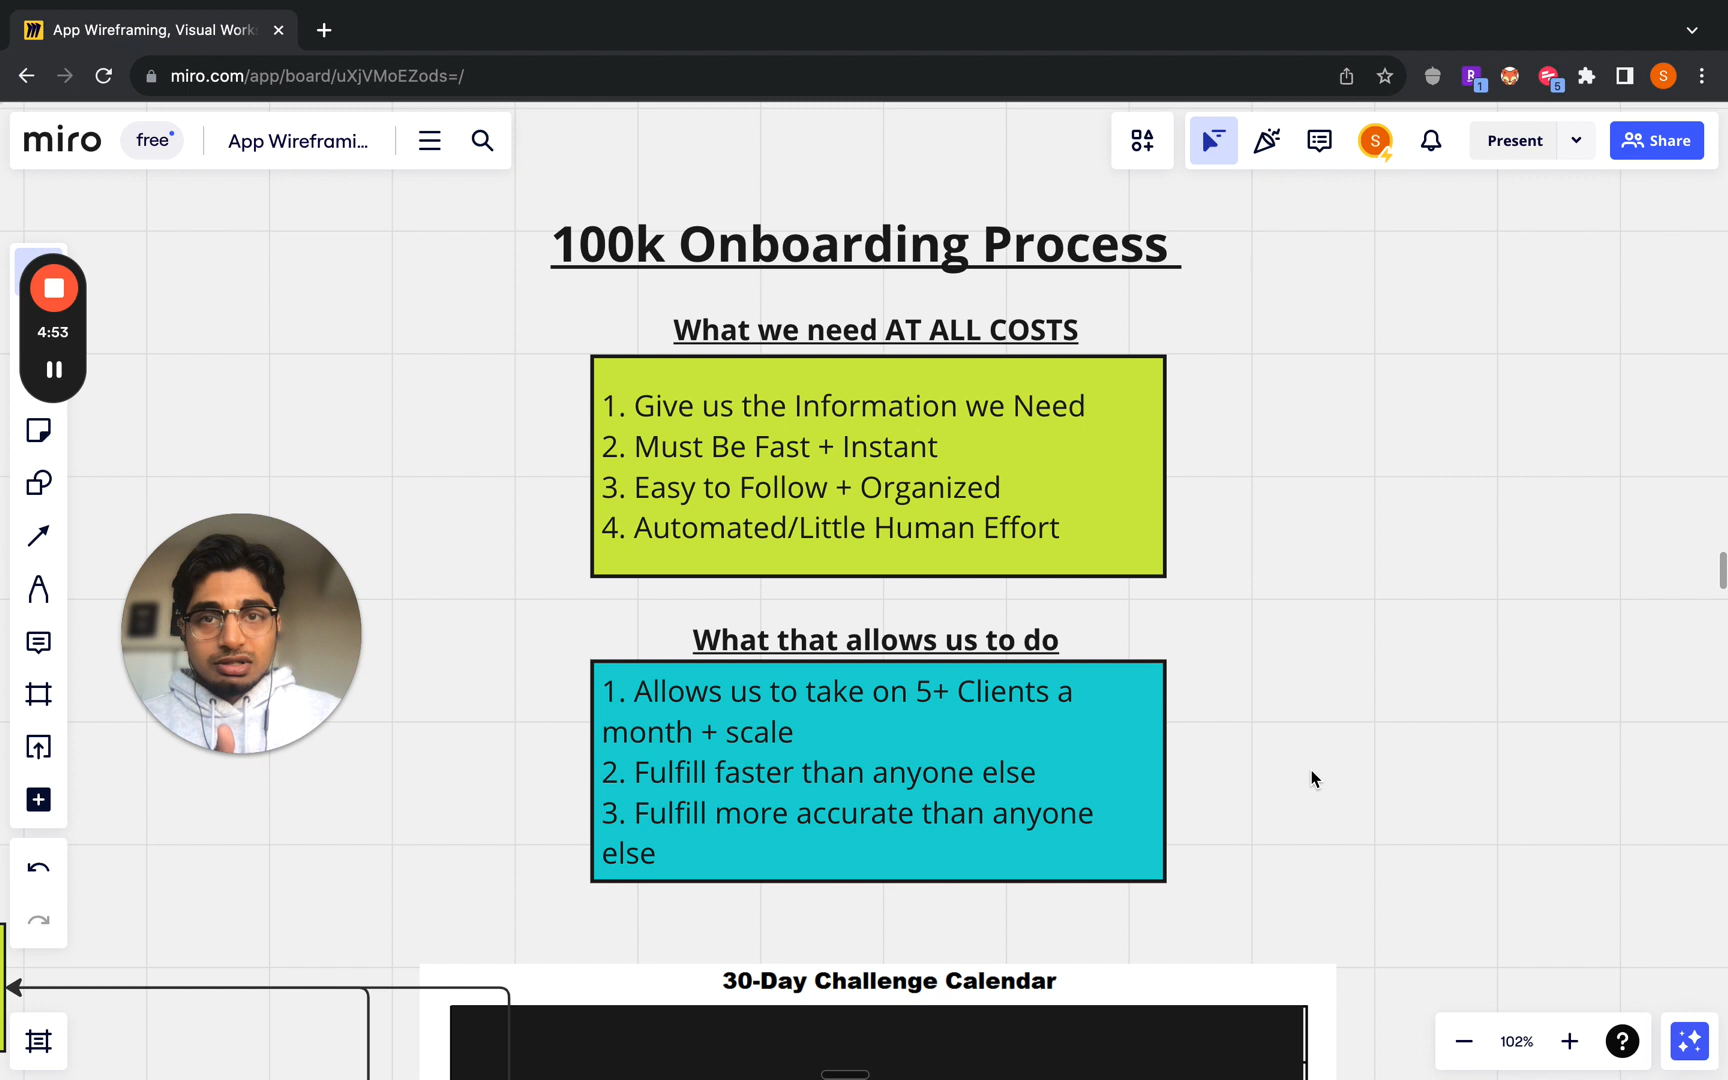 App Wireframing, Visual Work
miro.com/app/board/uXjVMoEZods=/
1
5
S
miro
free
App Wireframi...
S
Present
Share
100k Onboarding Process
4:53
What we need AT ALL COSTS
1. Give us the Information we Need
2. Must Be Fast + Instant
3. Easy to Follow + Organized
4. Automated/Little Human Effort
What that allows us to do
1. Allows us to take on 5+ Clients a
month + scale
2. Fulfill faster than anyone else
3. Fulfill more accurate than anyone
else
30-Day Challenge Calendar
102%
?